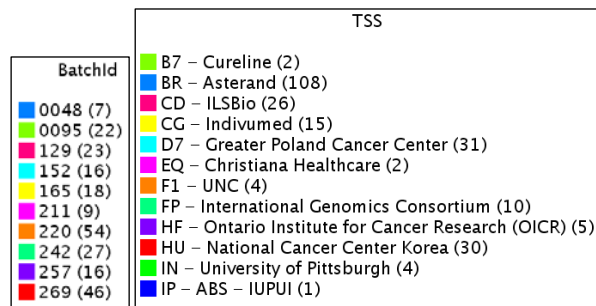 BatchId
0048 (7)
0095 (22)
129 (23)
152 (16)
165 (18)
211 (9)
220 (54)
242 (27)
257 (16)
269 (46)
TSS
B7 – Cureline (2)
BR – Asterand (108)
CD – ILSBio (26)
CG – Indivumed (15)
D7 – Greater Poland Cancer Center (31)
EQ – Christiana Healthcare (2)
F1 – UNC (4)
FP – International Genomics Consortium (10)
HF – Ontario Institute for Cancer Research (OICR) (5)
HU – National Cancer Center Korea (30)
IN – University of Pittsburgh (4)
IP – ABS – IUPUI (1)